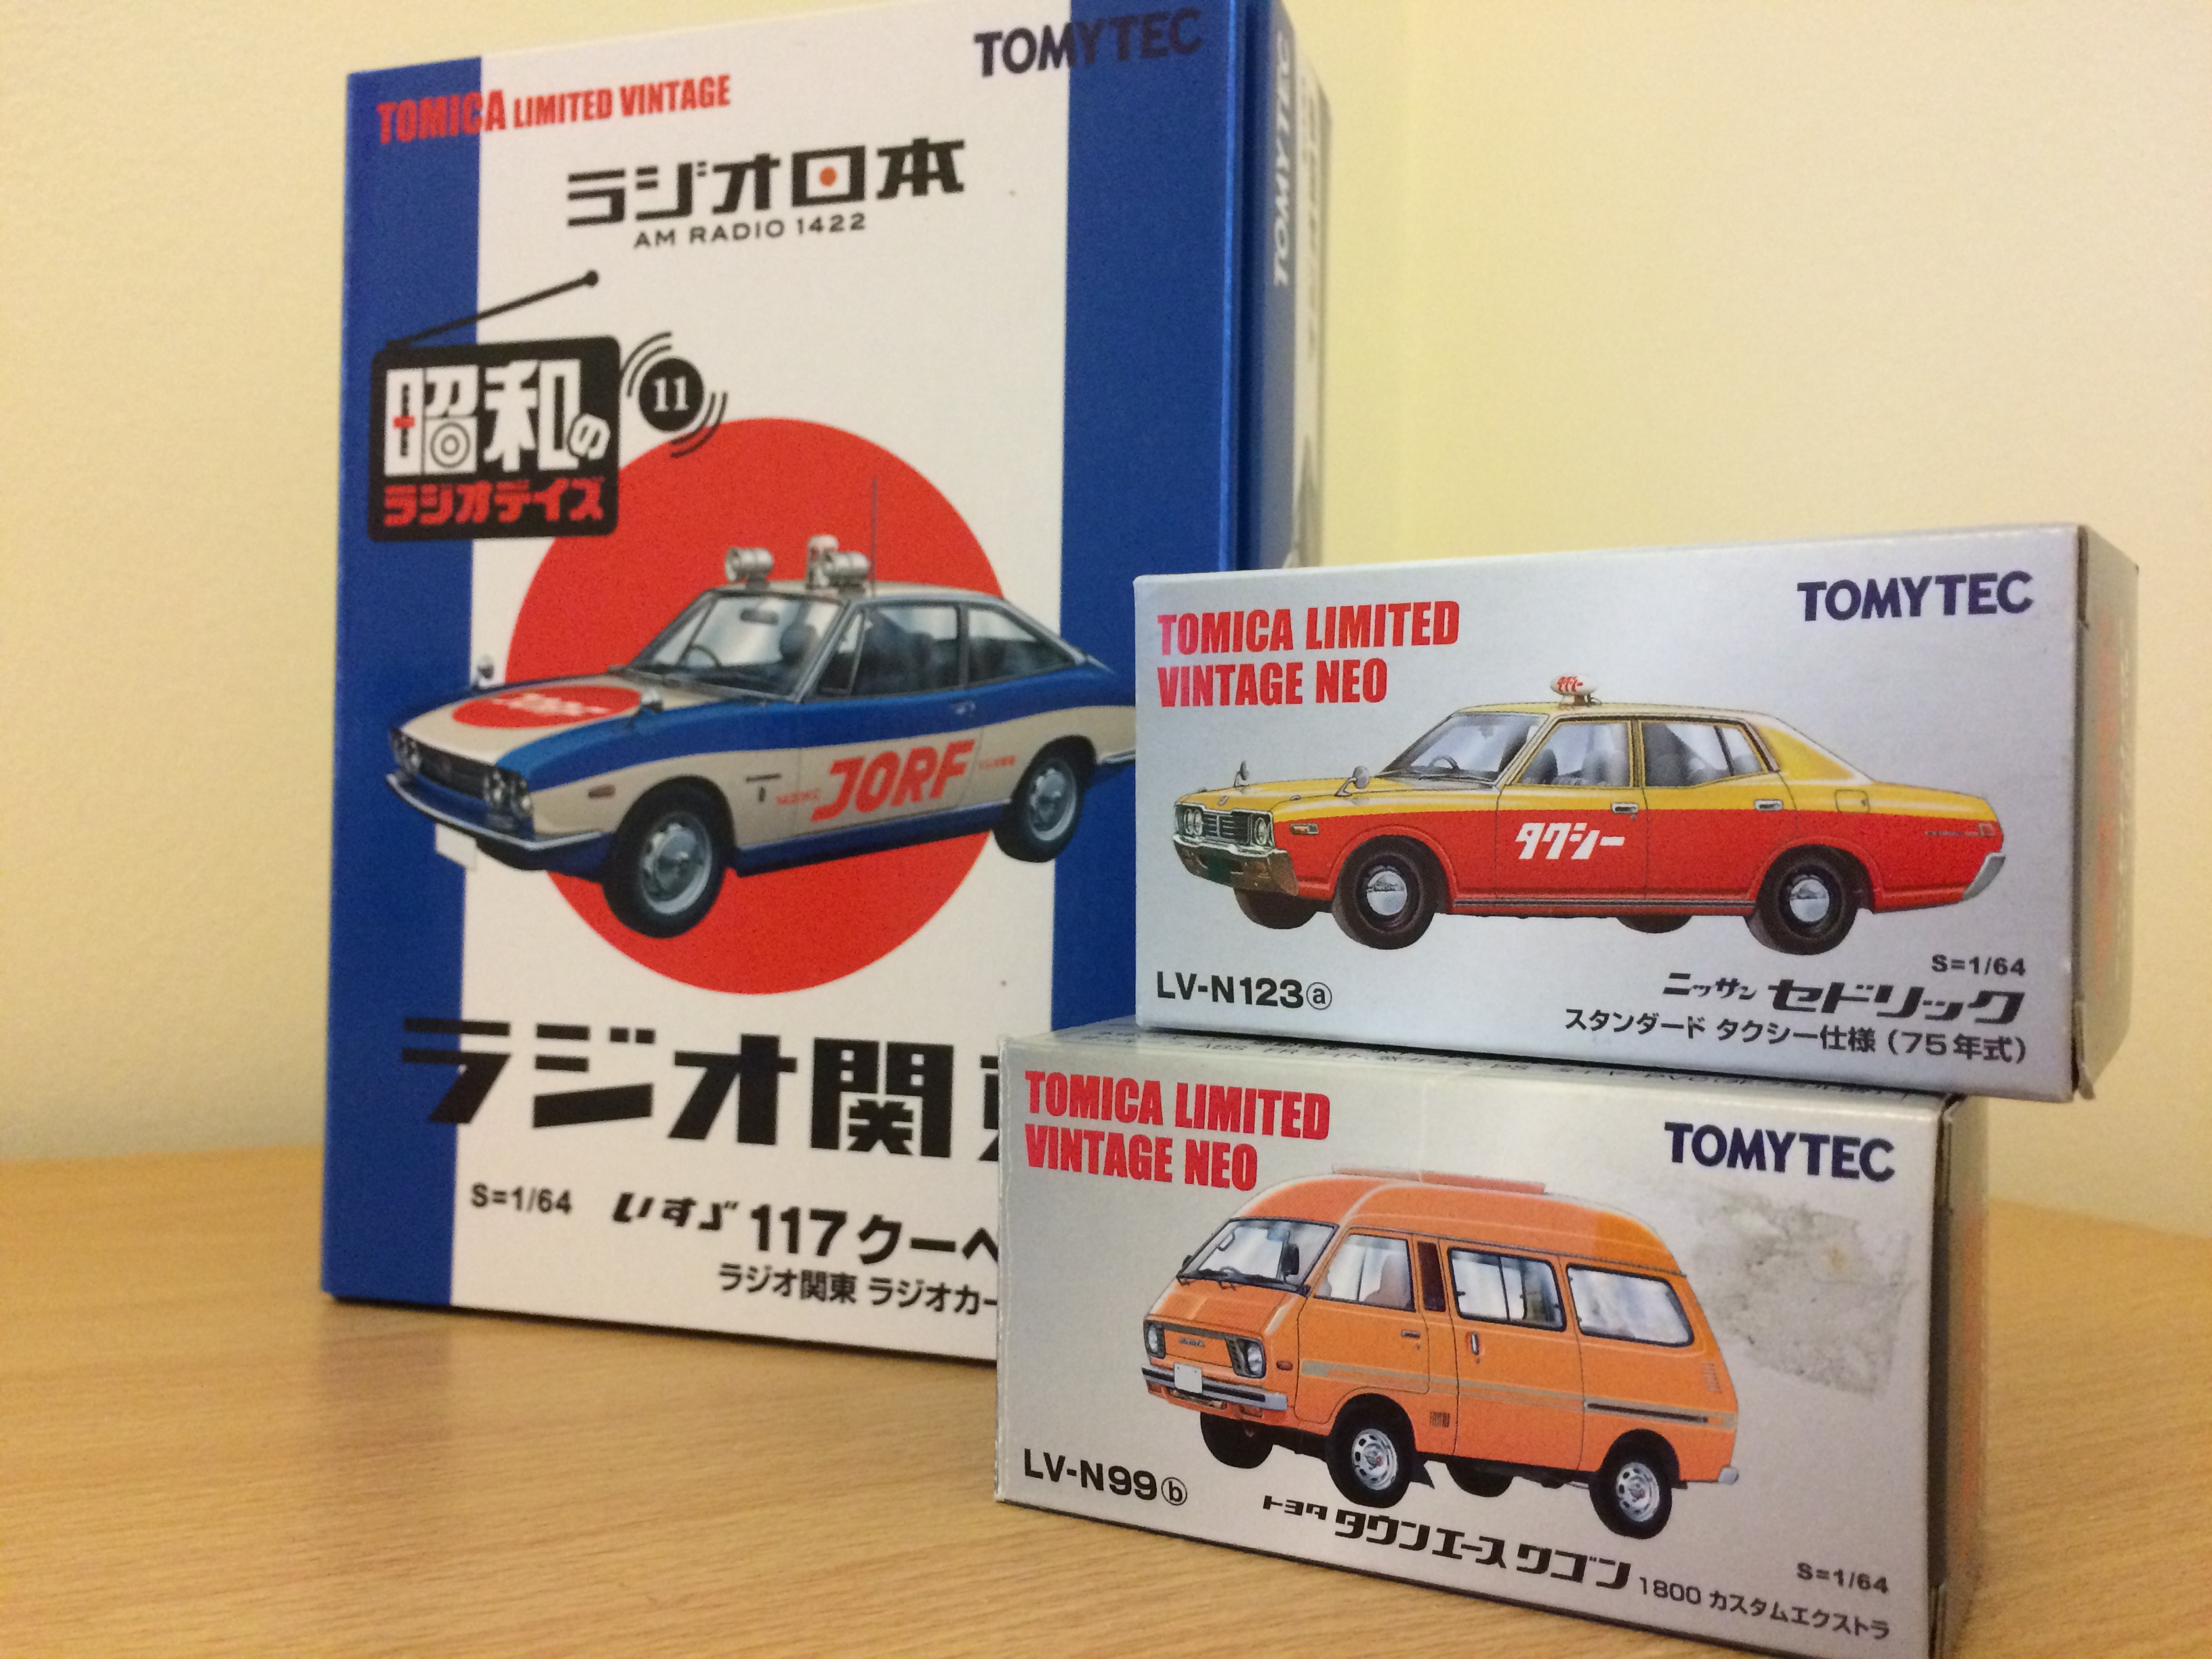 TOMICA LIMITED VINTAGE
TOMYTEC
ラジオ日本
AM RADIO 1422
昭和の
ラジオデイズ
11
JORF
JORF
ラジオ関
S=1/64
いすゞ 117クーペ
ラジオ関東 ラジオカー
TOMYTEC
TOMICA LIMITED
VINTAGE NEO
TOMYTEC
タクシー
タクシー
S=1/64
LV-N123ⓐ
ニッサン セドリック
スタンダード タクシー仕様（75年式）
TOMICA LIMITED
VINTAGE NEO
TOMYTEC
LV-N99ⓑ
トヨタ タウンエース ワゴン
1800 カスタムエクストラ
S=1/64